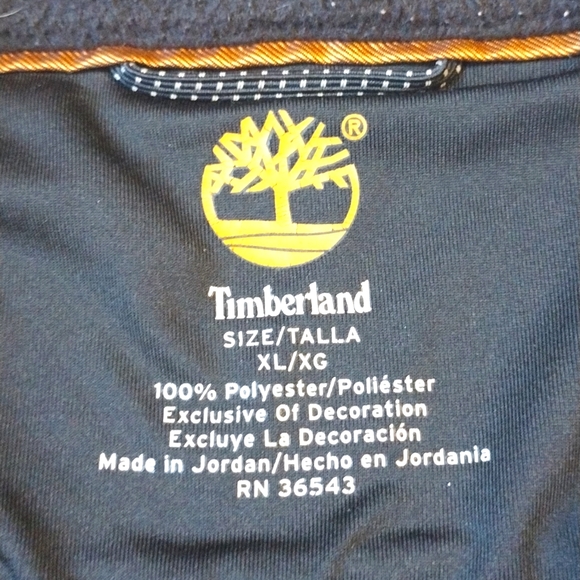 ®
Timberland
SIZE/TALLA
XL/XG
100% Polyester/Poliéster
Exclusive Of Decoration
Excluye La Decoración
Made in Jordan/Hecho en Jordania
RN 36543